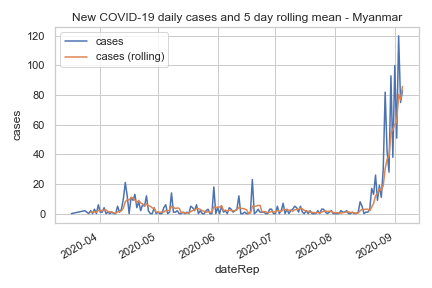 New COVID-19 daily cases and 5 day rolling mean - Myanmar
cases
cases (rolling)
120
100
80
60
40
20
0
cases
2020-04
2020-05
2020-06
2020-07
2020-08
2020-09
dateRep